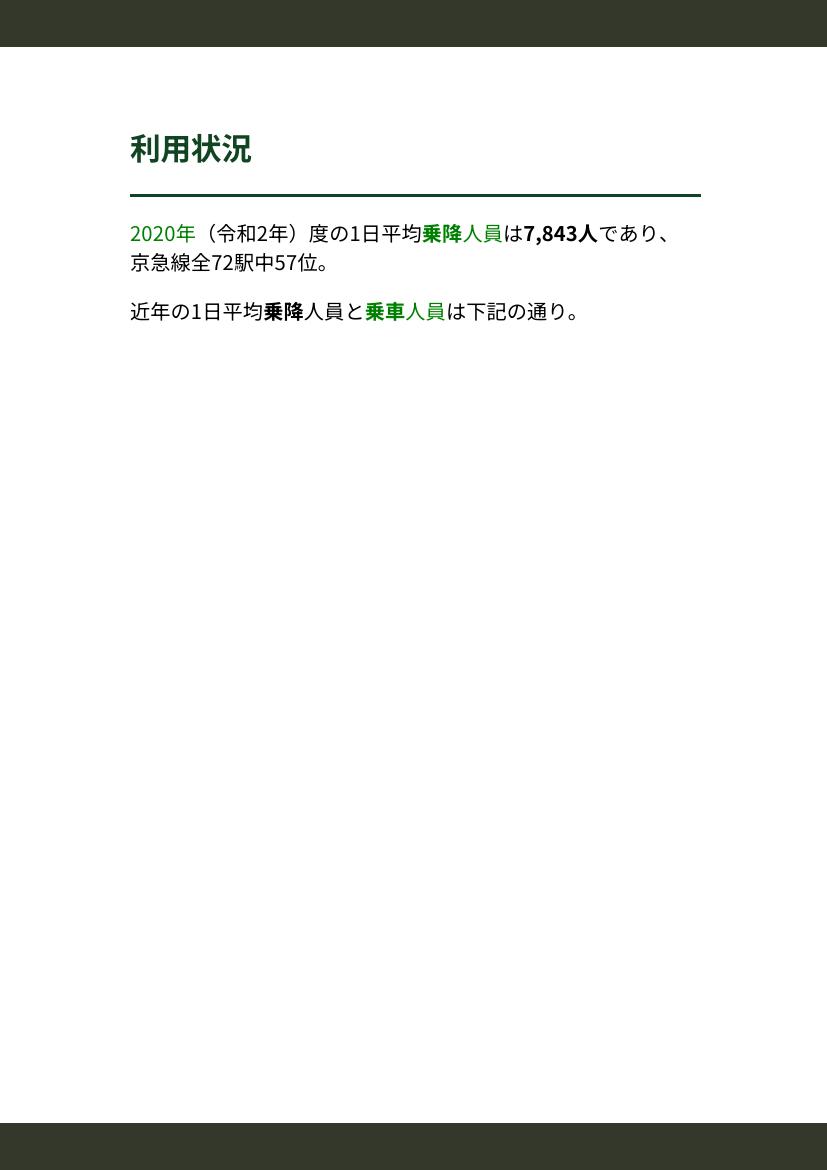 利用状況
2020年（令和2年）度の1日平均乗降人員は7,843人であり、
京急線全72駅中57位。
近年の1日平均乗降人員と乗車人員は下記の通り。